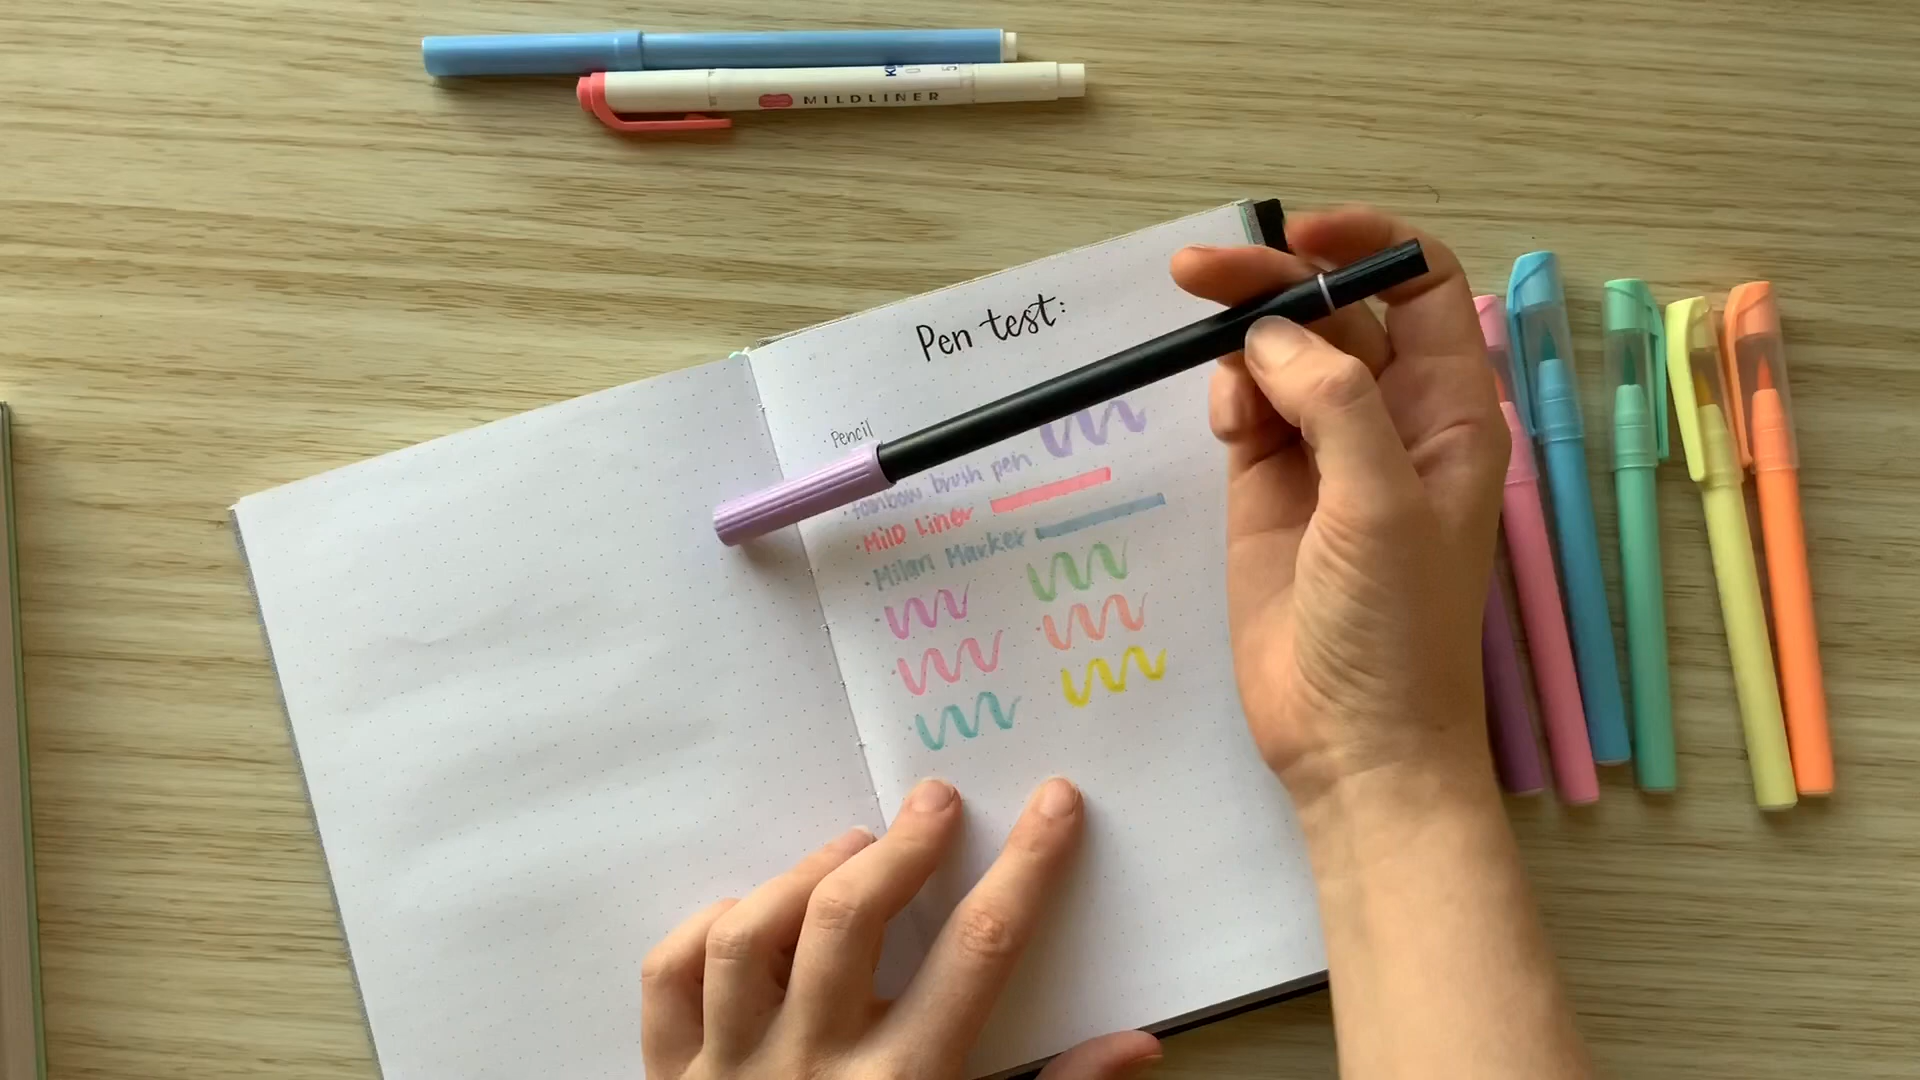 MILDLINER
Pen test:
· Pencil
· tombow brush pen
· MilD Liner
· Milan Marker